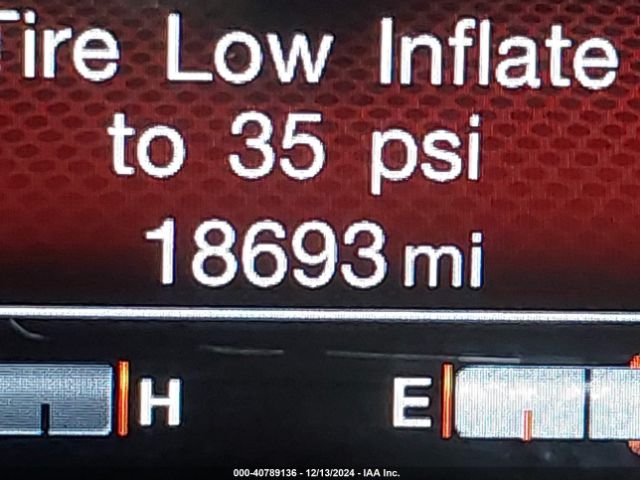 Tire Low Inflate
to 35 psi
18693 mi
H E
000-40789136 - 12/13/2024 - IAA Inc.